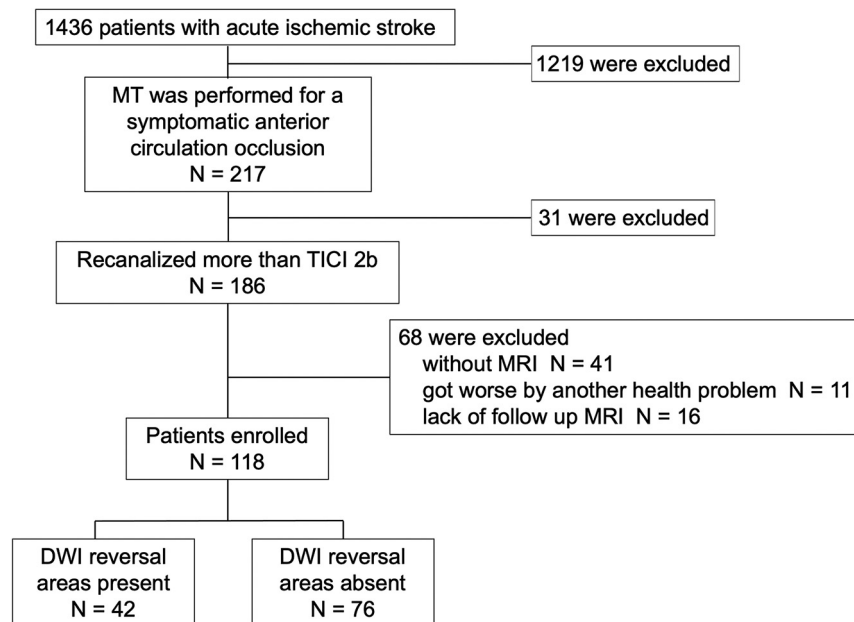 1436 patients with acute ischemic stroke
1219 were excluded
MT was performed for a
symptomatic anterior
circulation occlusion
N = 217
31 were excluded
Recanalized more than TICI 2b
N = 186
68 were excluded
without MRI N = 41
got worse by another health problem N = 11
lack of follow up MRI N = 16
Patients enrolled
N = 118
DWI reversal
areas present
N = 42
DWI reversal
areas absent
N = 76